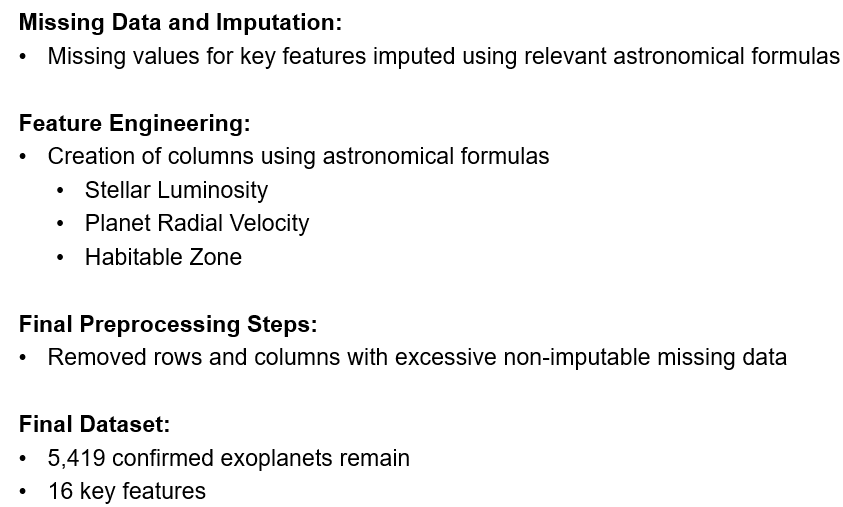 Missing Data and Imputation:
• Missing values for key features imputed using relevant astronomical formulas
Feature Engineering:
• Creation of columns using astronomical formulas
• Stellar Luminosity
• Planet Radial Velocity
• Habitable Zone
Final Preprocessing Steps:
• Removed rows and columns with excessive non-imputable missing data
Final Dataset:
• 5,419 confirmed exoplanets remain
• 16 key features